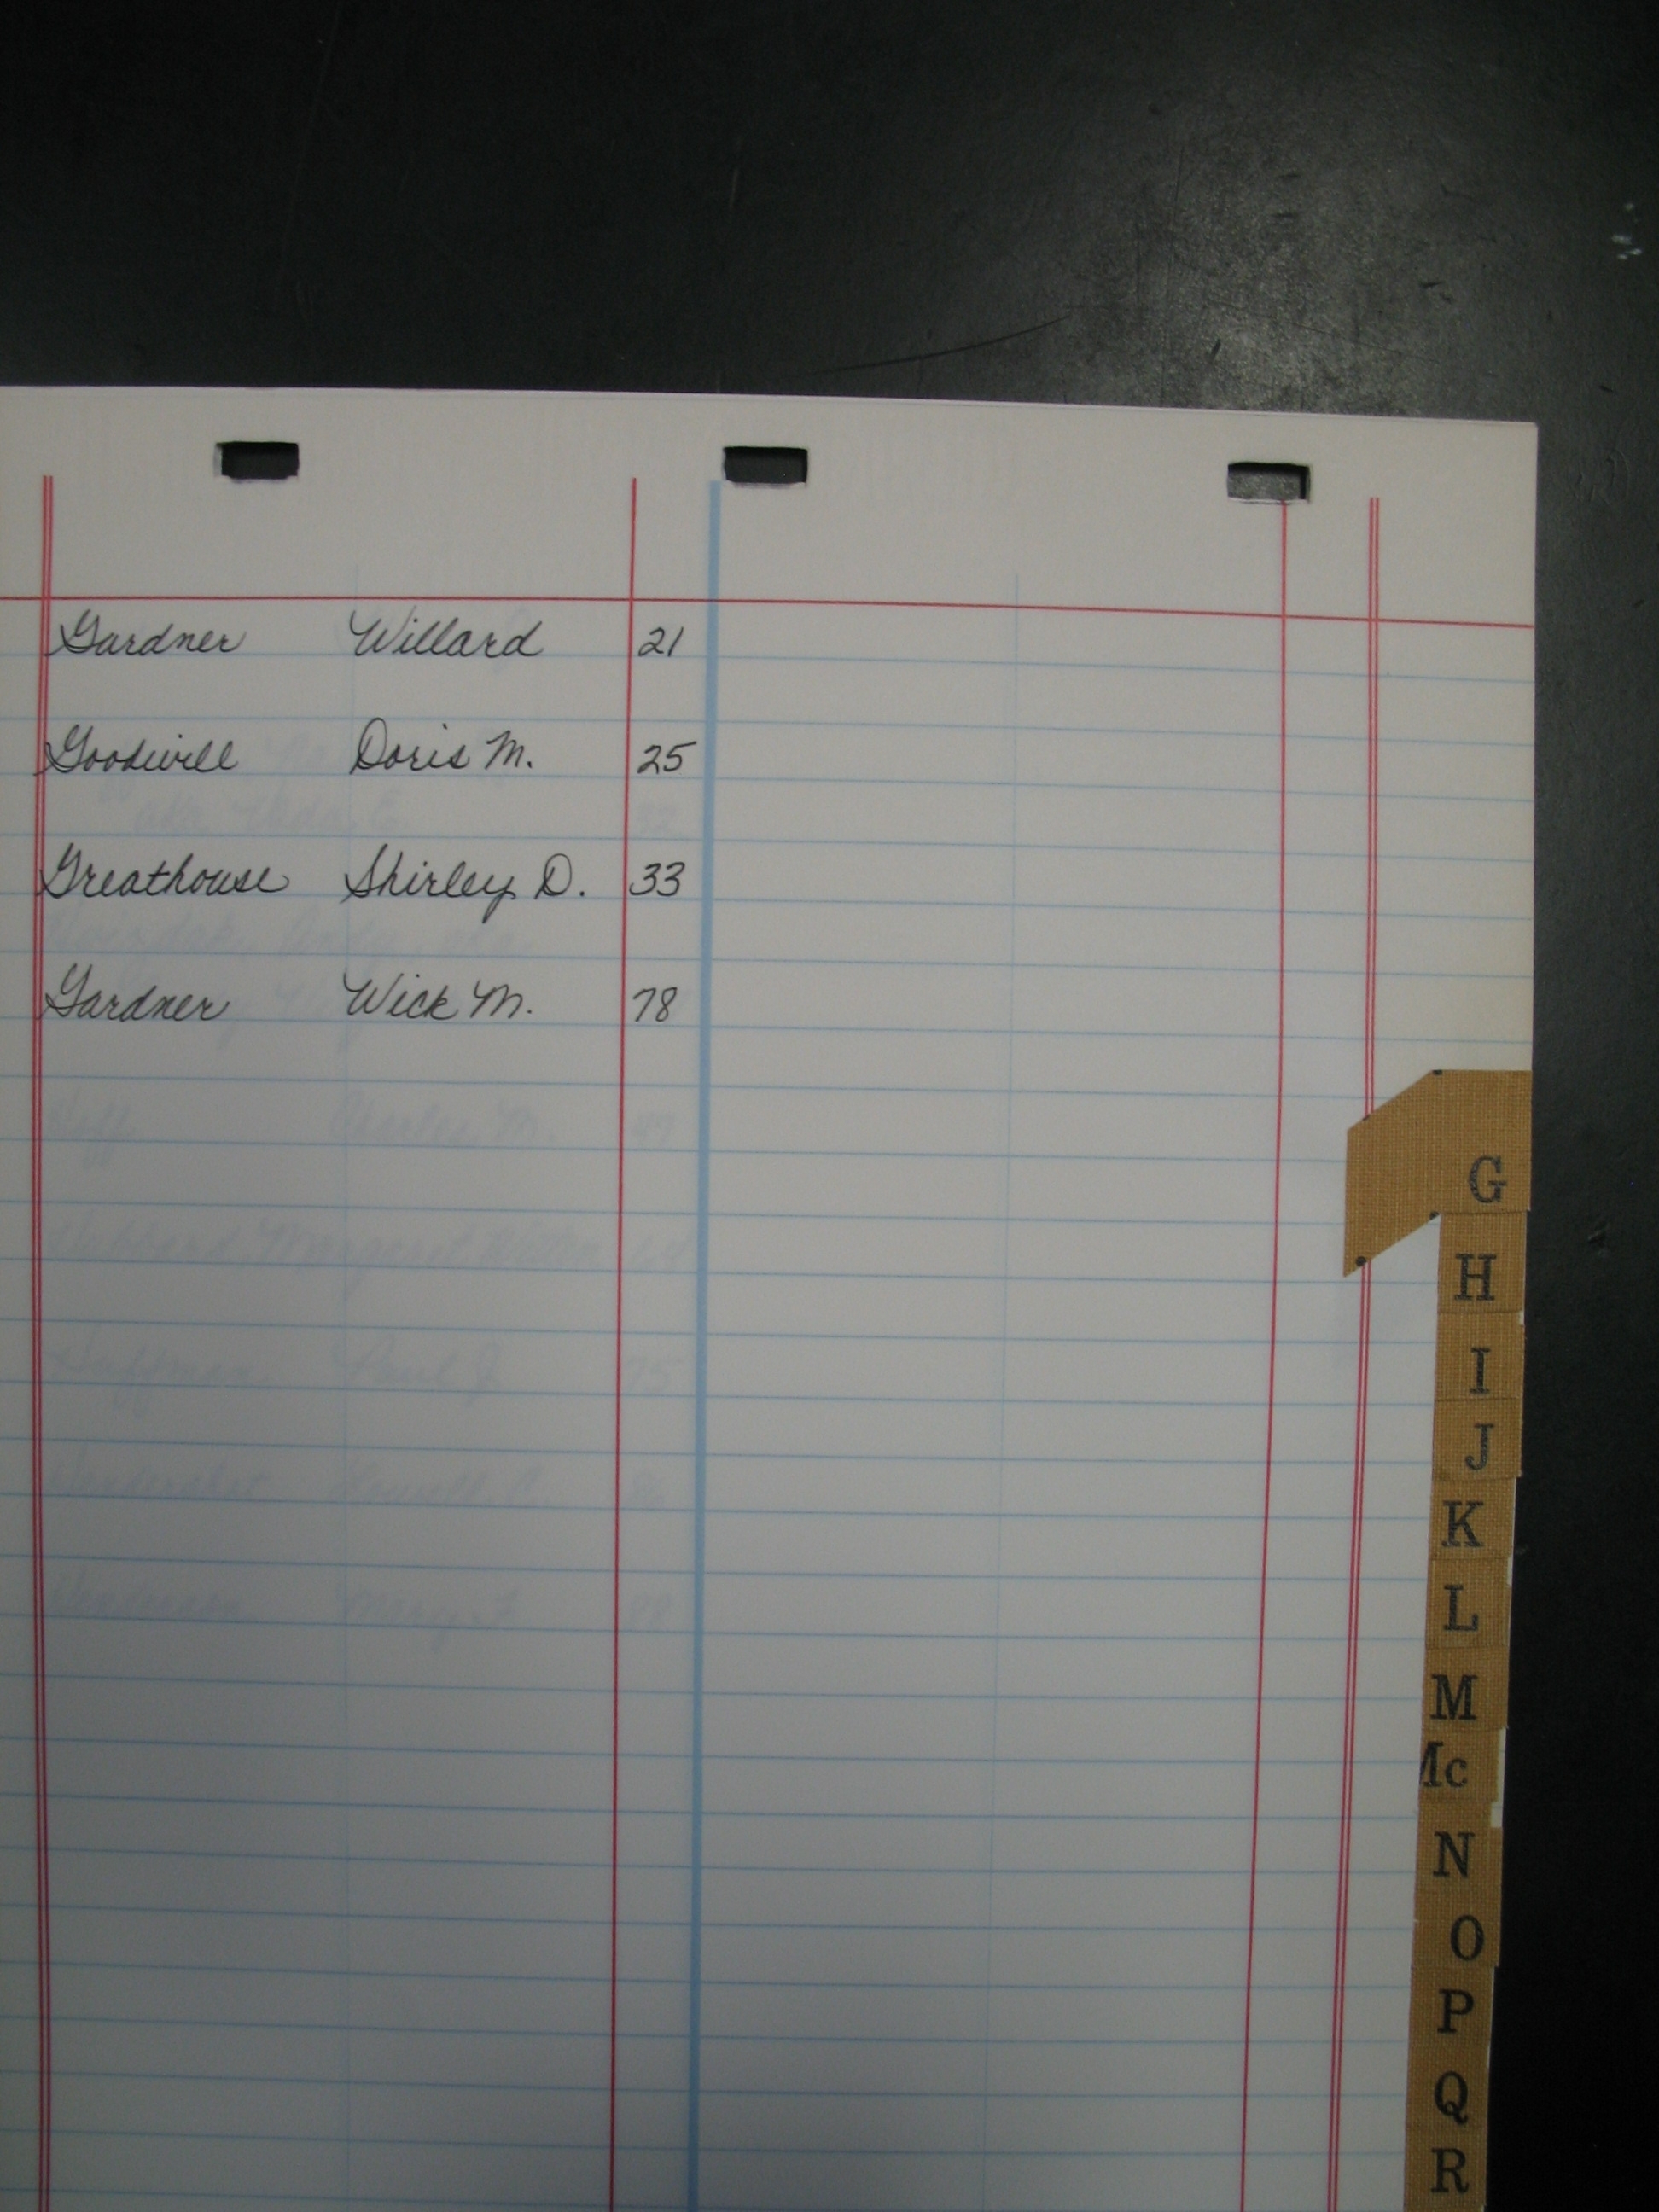 Gardner Willard 21
Goodwill Doris M. 25
Greathouse Shirley D. 33
Gardner Wick M. 78
G
H
I
J
K
L
M
Mc
N
O
P
Q
R